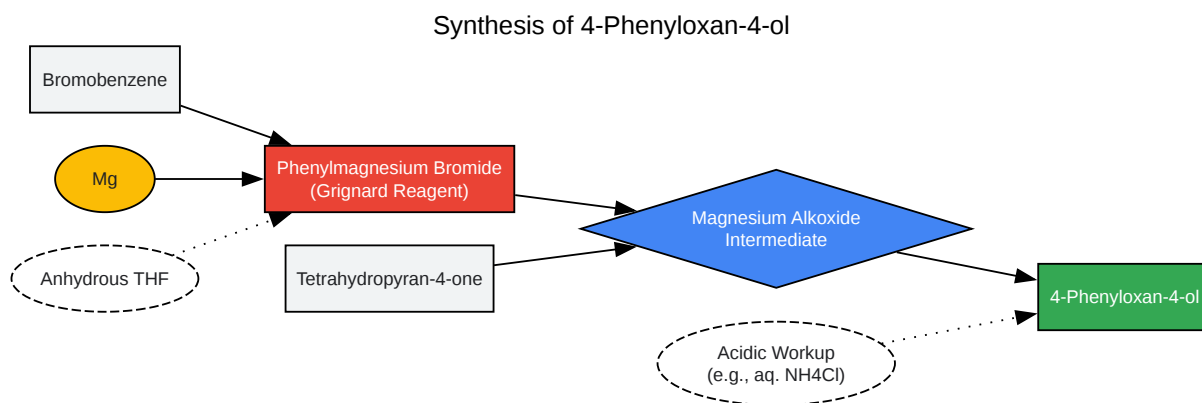 Synthesis of 4-Phenyloxan-4-ol
Bromobenzene
Mg
Anhydrous THF
Phenylmagnesium Bromide
(Grignard Reagent)
Tetrahydropyran-4-one
Magnesium Alkoxide
Intermediate
Acidic Workup
(e.g., aq. NH4Cl)
4-Phenyloxan-4-ol